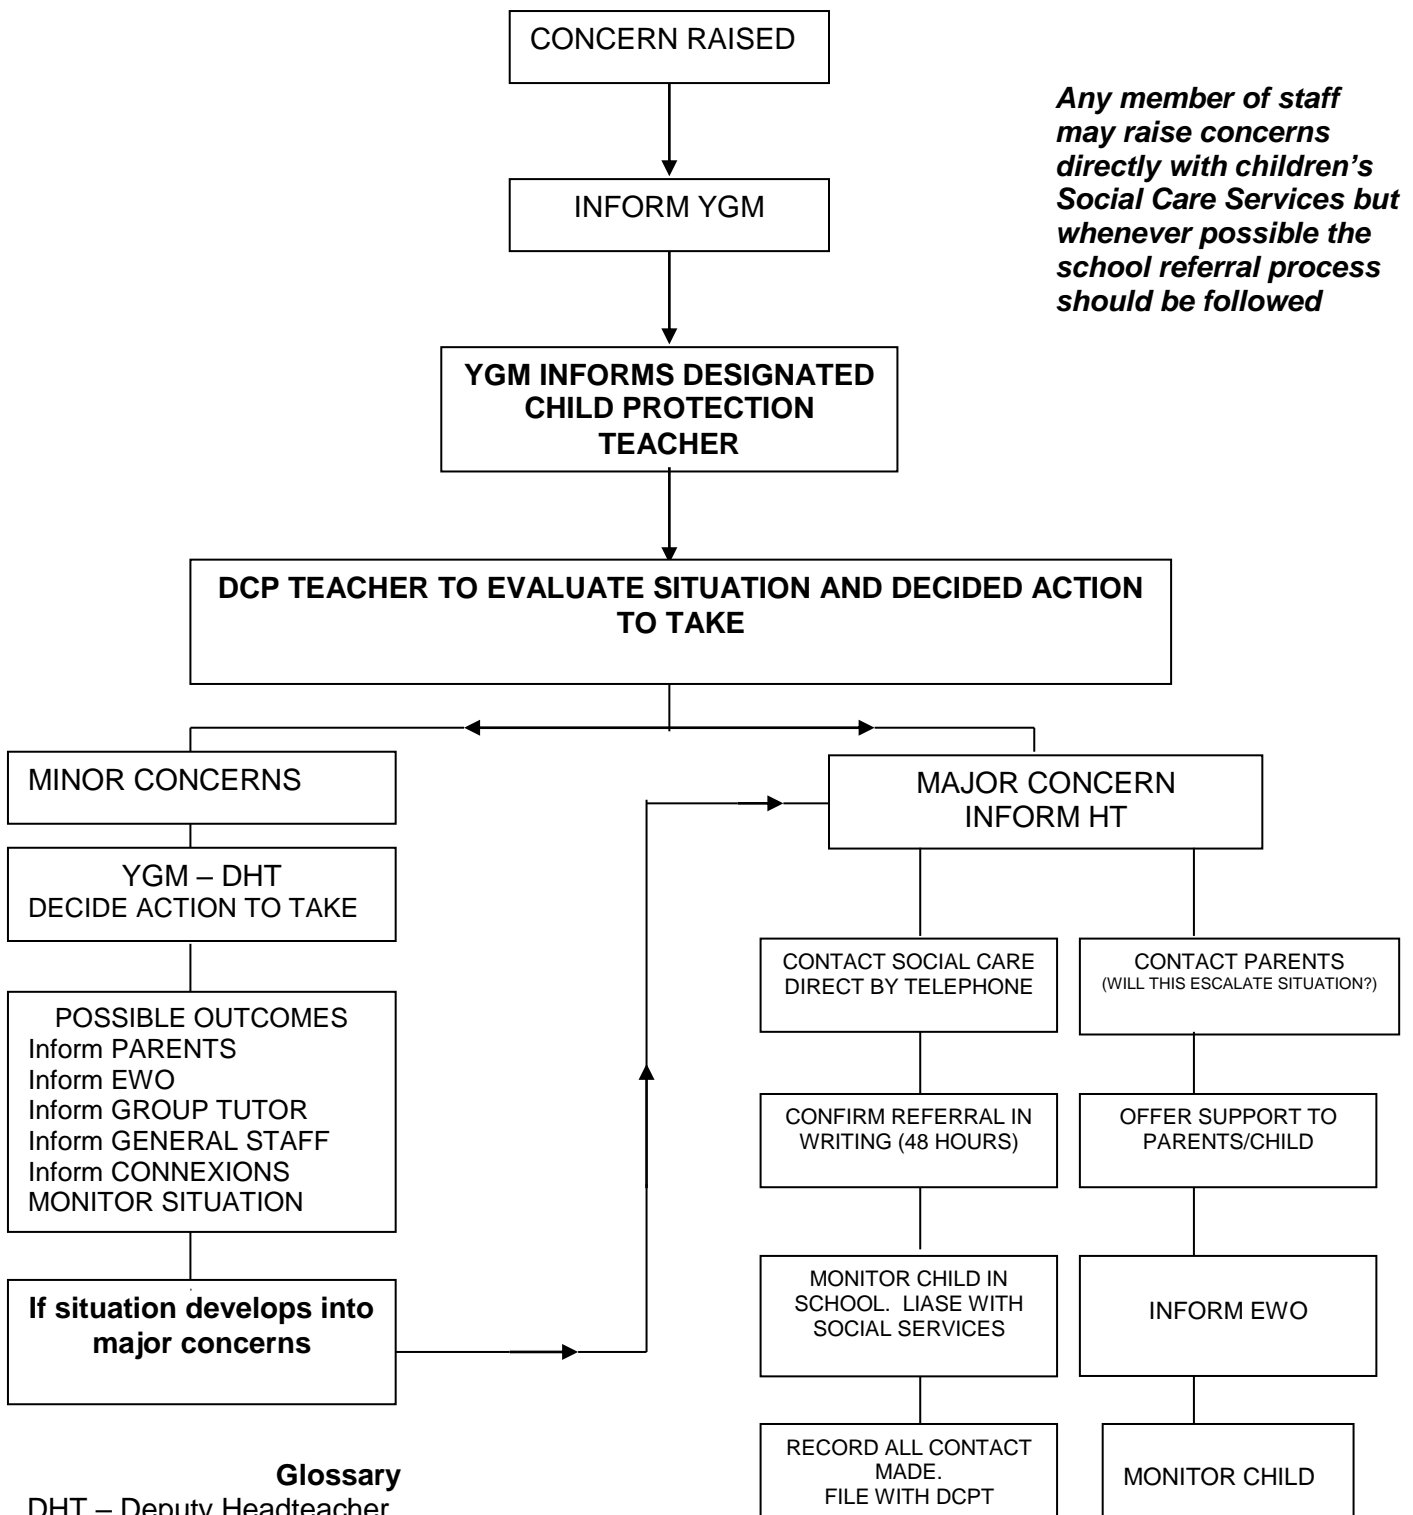 CONCERN RAISED
Any member of staff
may raise concerns
directly with children’s
Social Care Services but
whenever possible the
school referral process
should be followed
INFORM YGM
YGM INFORMS DESIGNATED
CHILD PROTECTION
TEACHER
DCP TEACHER TO EVALUATE SITUATION AND DECIDED ACTION
TO TAKE
MINOR CONCERNS
YGM – DHT
DECIDE ACTION TO TAKE
POSSIBLE OUTCOMES
Inform PARENTS
Inform EWO
Inform GROUP TUTOR
Inform GENERAL STAFF
Inform CONNEXIONS
MONITOR SITUATION
If situation develops into
major concerns
MAJOR CONCERN
INFORM HT
CONTACT SOCIAL CARE
DIRECT BY TELEPHONE
CONFIRM REFERRAL IN
WRITING (48 HOURS)
MONITOR CHILD IN
SCHOOL.  LIASE WITH
SOCIAL SERVICES
RECORD ALL CONTACT
MADE.
FILE WITH DCPT
CONTACT PARENTS
(WILL THIS ESCALATE SITUATION?)
OFFER SUPPORT TO
PARENTS/CHILD
INFORM EWO
MONITOR CHILD
Glossary
DHT – Deputy Headteacher